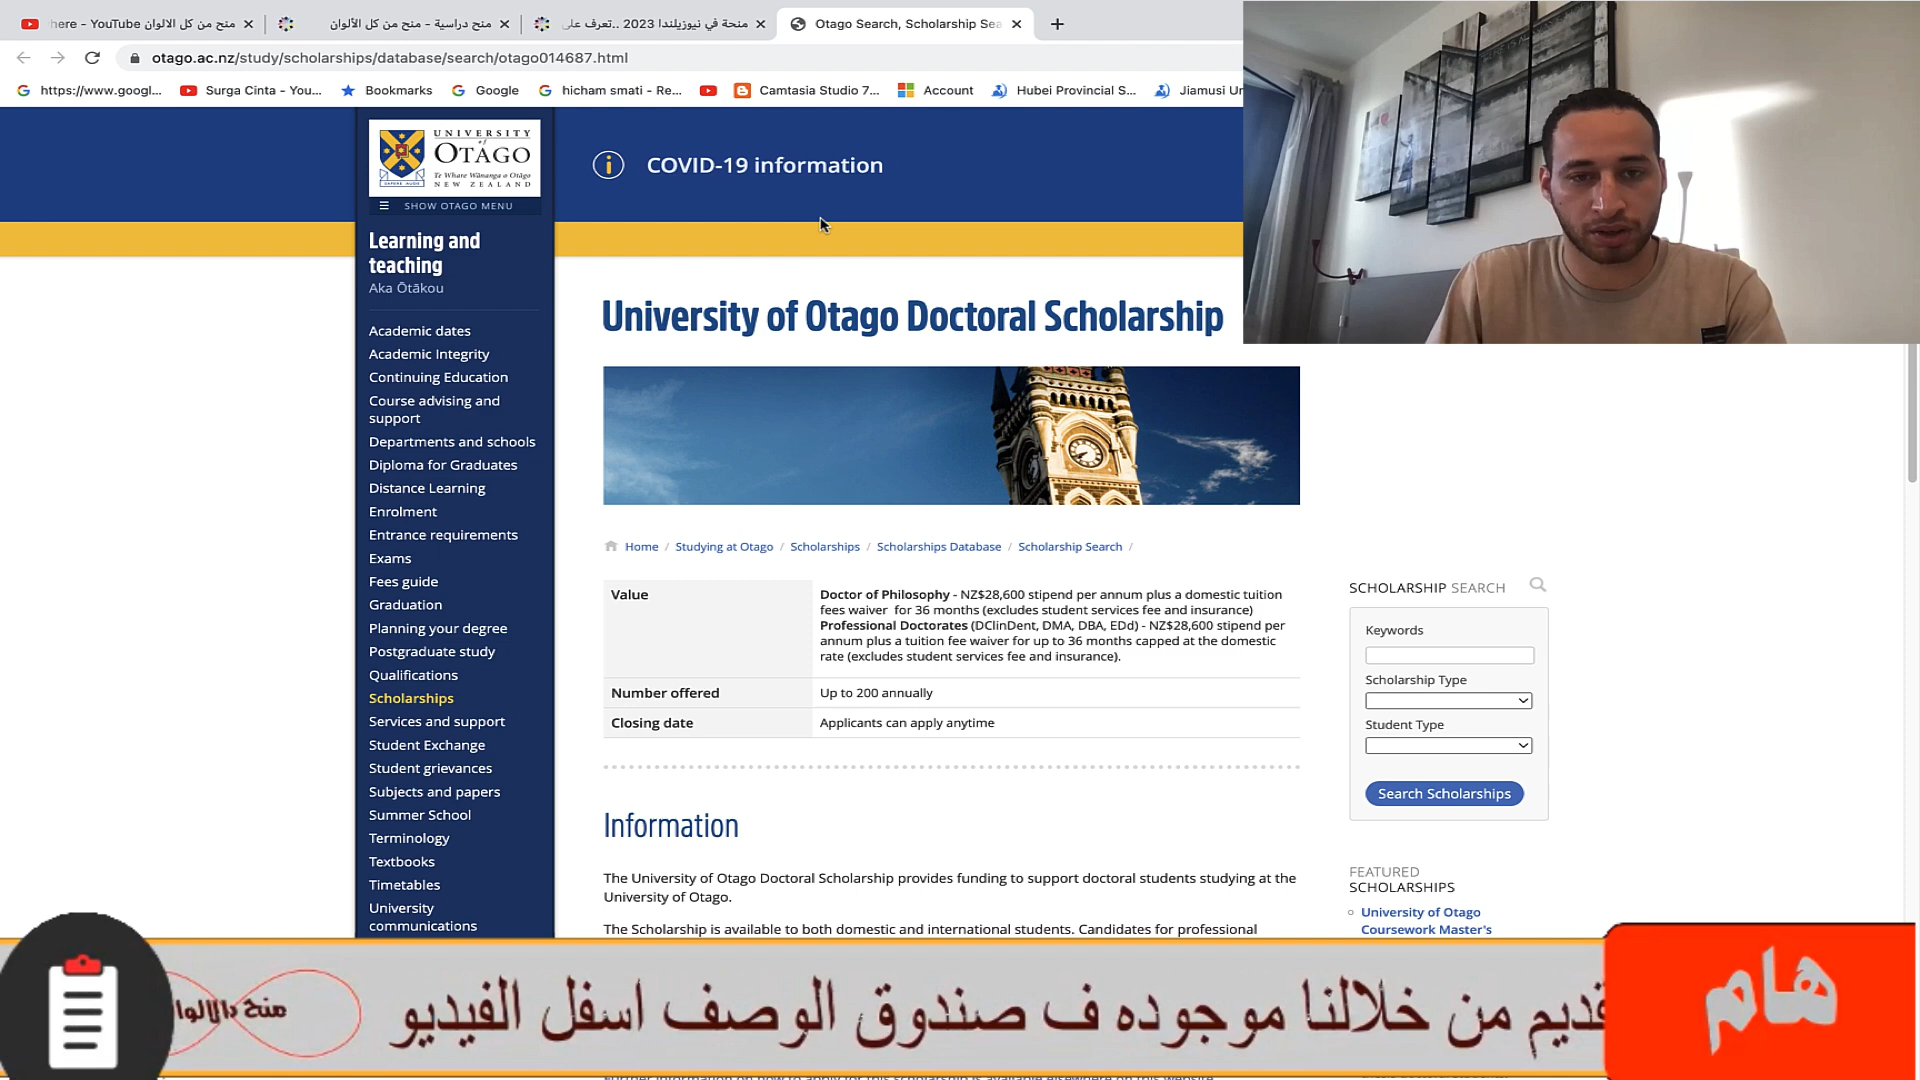 here - YouTube منح من كل الالوان
منح دراسية - منح من كل الألوان
منحة في نيوزيلندا 2023 ..تعرف على
Otago Search, Scholarship Sea
otago.ac.nz/study/scholarships/database/search/otago014687.html
https://www.googl...
Surga Cinta - You...
Bookmarks
Google
hicham smati - Re...
Camtasia Studio 7...
Account
Hubei Provincial S...
Jiamusi Ur
UNIVERSITY
of
OTAGO
Te Whare Wānanga o Otāgo
NEW ZEALAND
SHOW OTAGO MENU
COVID-19 information
Learning and
teaching
Aka Ōtākou
Academic dates
Academic Integrity
Continuing Education
Course advising and
support
Departments and schools
Diploma for Graduates
Distance Learning
Enrolment
Entrance requirements
Exams
Fees guide
Graduation
Planning your degree
Postgraduate study
Qualifications
Scholarships
Services and support
Student Exchange
Student grievances
Subjects and papers
Summer School
Terminology
Textbooks
Timetables
University
communications
University of Otago Doctoral Scholarship
Home / Studying at Otago / Scholarships / Scholarships Database / Scholarship Search /
Value
Doctor of Philosophy - NZ$28,600 stipend per annum plus a domestic tuition
fees waiver for 36 months (excludes student services fee and insurance)
Professional Doctorates (DClinDent, DMA, DBA, EDd) - NZ$28,600 stipend per
annum plus a tuition fee waiver for up to 36 months capped at the domestic
rate (excludes student services fee and insurance).
Number offered
Up to 200 annually
Closing date
Applicants can apply anytime
Information
The University of Otago Doctoral Scholarship provides funding to support doctoral students studying at the
University of Otago.
The Scholarship is available to both domestic and international students. Candidates for professional
SCHOLARSHIP SEARCH
Keywords
Scholarship Type
Student Type
Search Scholarships
FEATURED
SCHOLARSHIPS
University of Otago
Coursework Master's
هام
قديم من خلالنا موجوده ف صندوق الوصف اسفل الفيديو